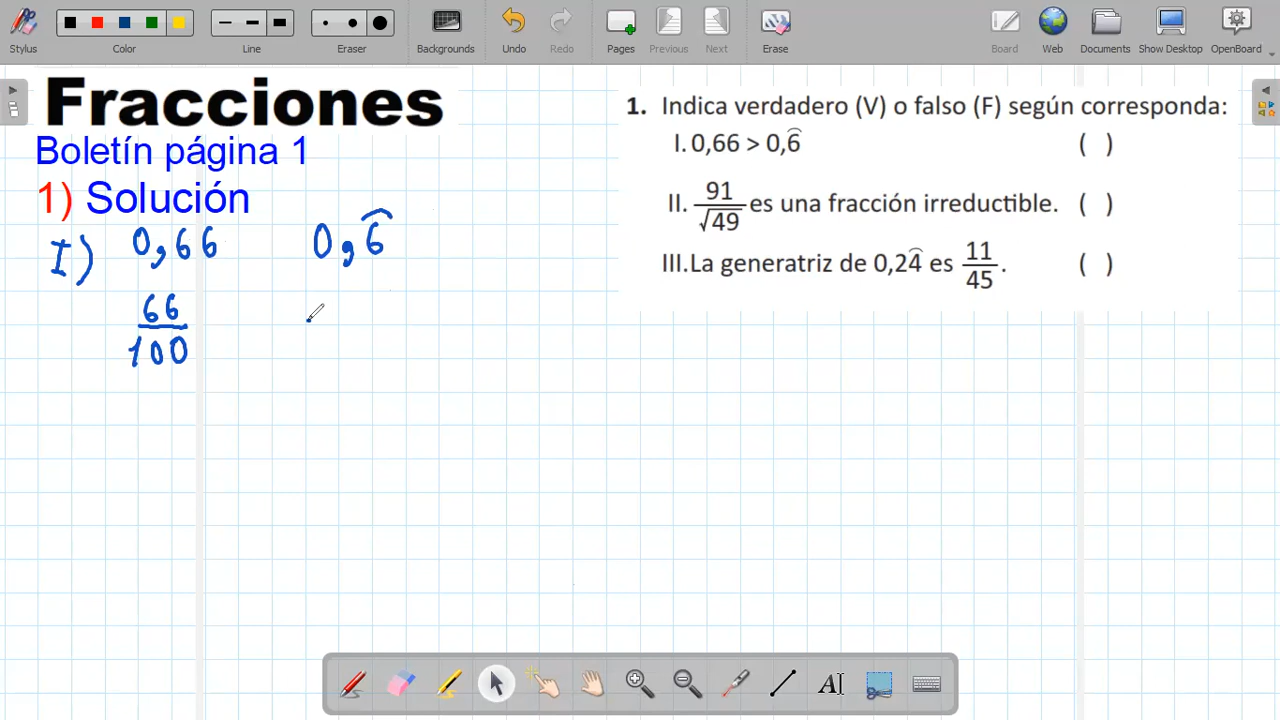 Stylus Color Line Eraser Backgrounds Undo Redo Pages Previous Next Erase Board Web Documents Show Desktop OpenBoard
Fracciones
Boletín página 1
1) Solución
I) 0,66 0,6̑
66
100
1. Indica verdadero (V) o falso (F) según corresponda:
I. 0,66 > 0,6̑ ( )
II. 91/√49 es una fracción irreductible. ( )
III.La generatriz de 0,24̑ es 11/45. ( )